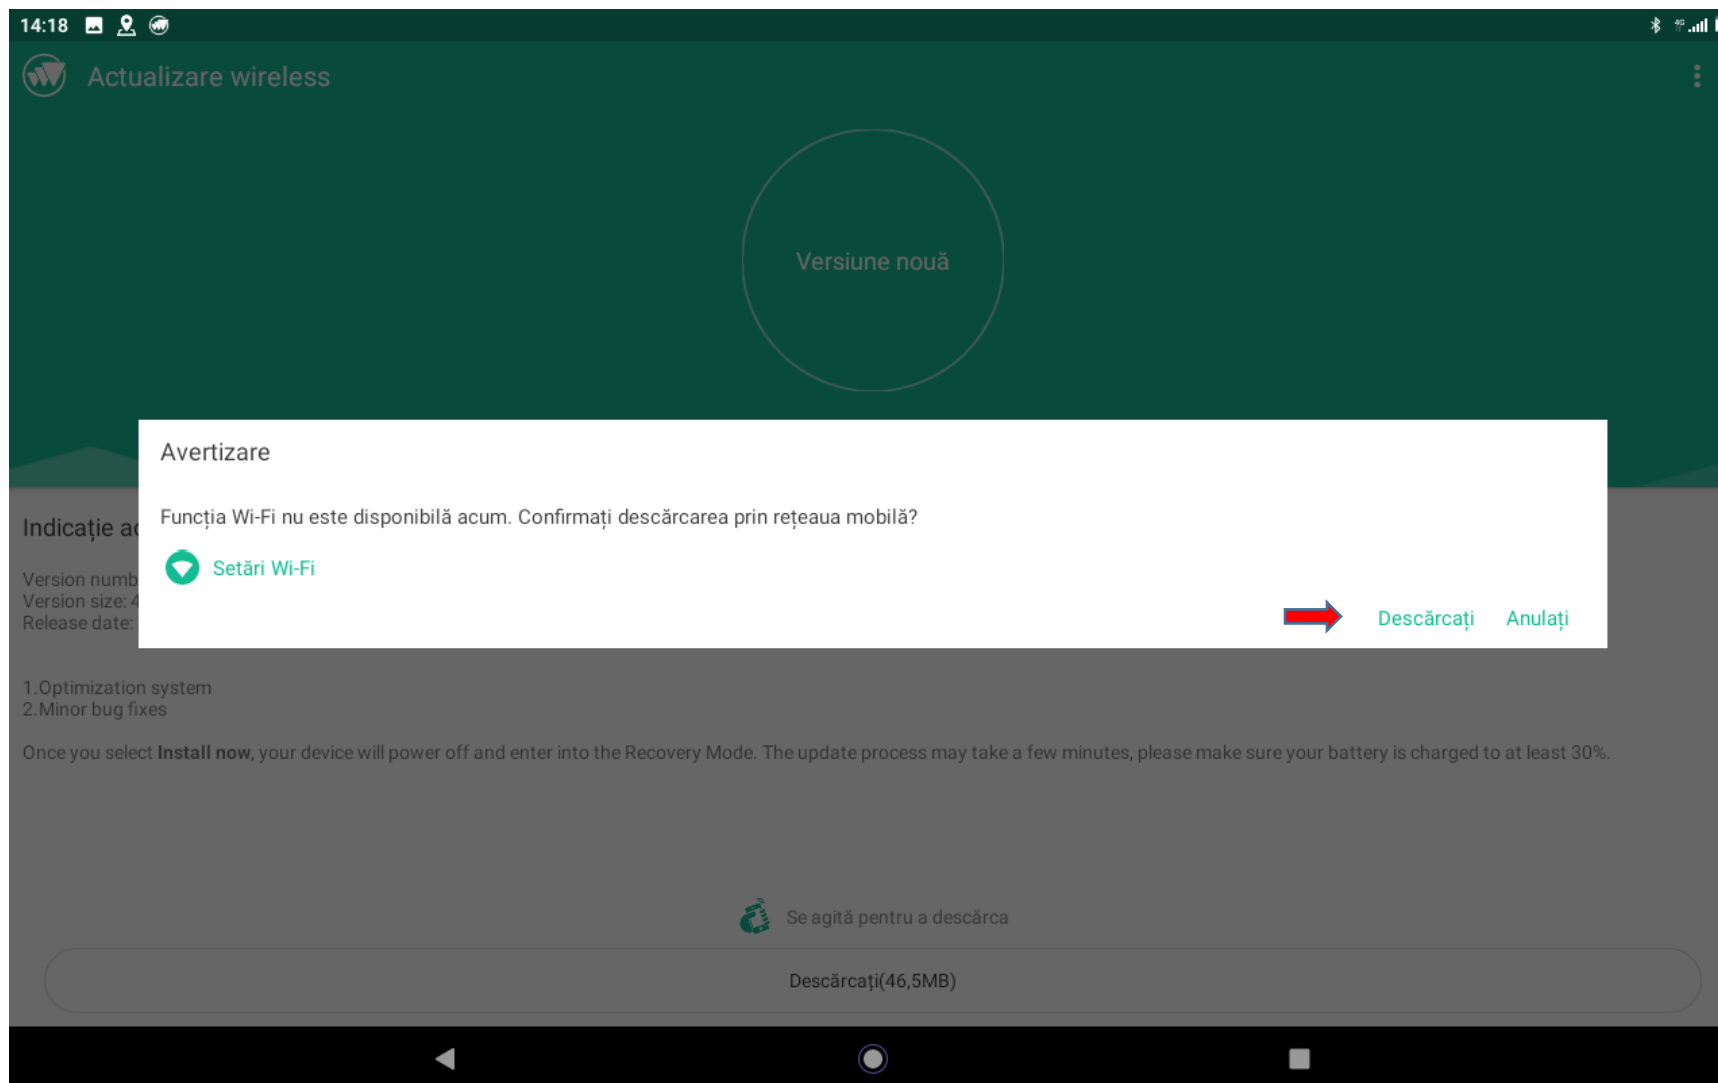 14:18
4G
Actualizare wireless
Versiune nouă
Avertizare
Funcția Wi-Fi nu este disponibilă acum. Confirmați descărcarea prin rețeaua mobilă?
Setări Wi-Fi
Descărcați Anulați
Indicație
Version
Version size: 4
Release date:
1.Optimization system
2.Minor bug fixes
Once you select Install now, your device will power off and enter into the Recovery Mode. The update process may take a few minutes, please make sure your battery is charged to at least 30%.
Se agită pentru a descărca
Descărcați(46,5MB)